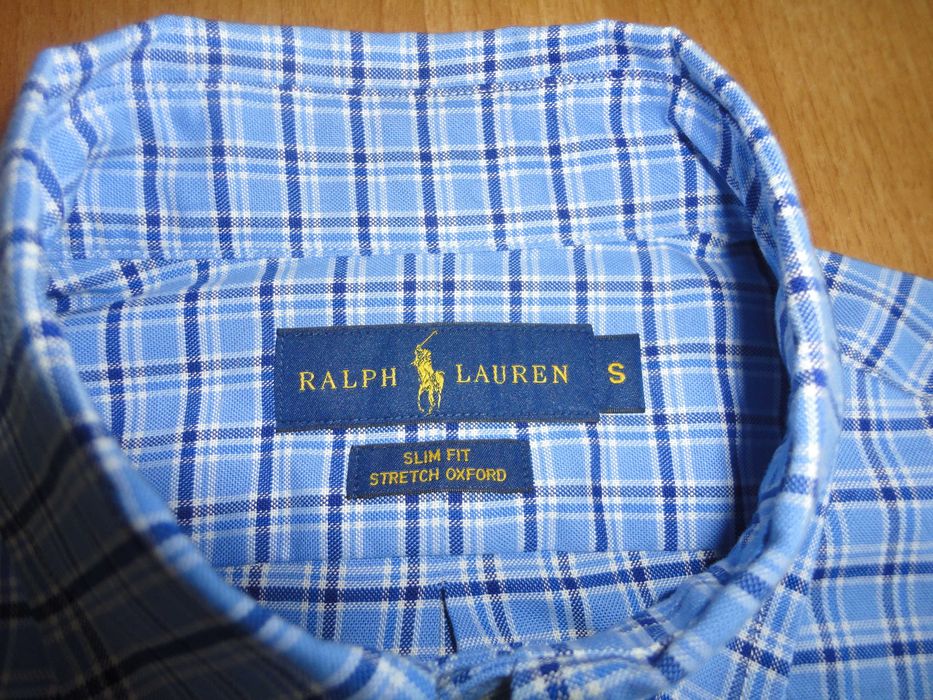 RALPH LAUREN
S
SLIM FIT
STRETCH OXFORD